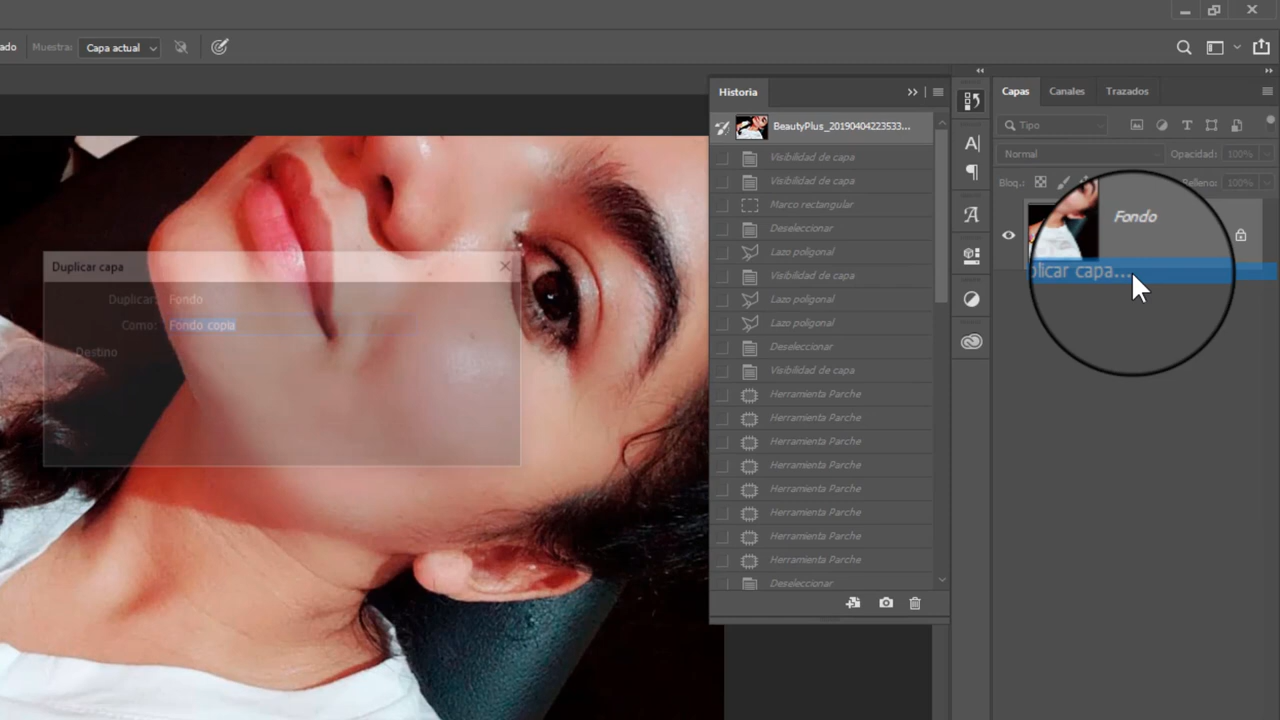 ado
Muestra:
Capa actual
Historia
BeautyPlus_20190404223533...
Visibilidad de capa
Visibilidad de capa
Marco rectangular
Deseleccionar
Lazo poligonal
Visibilidad de capa
Lazo poligonal
Lazo poligonal
Deseleccionar
Visibilidad de capa
Herramienta Parche
Herramienta Parche
Herramienta Parche
Herramienta Parche
Herramienta Parche
Herramienta Parche
Herramienta Parche
Herramienta Parche
Deseleccionar
Capas
Canales
Trazados
Tipo
Normal
Opacidad: 100%
Bloq.:
Relleno: 100%
Fondo
plicar capa...
Duplicar capa
Duplicar: Fondo
Como: Fondo copia
Destino